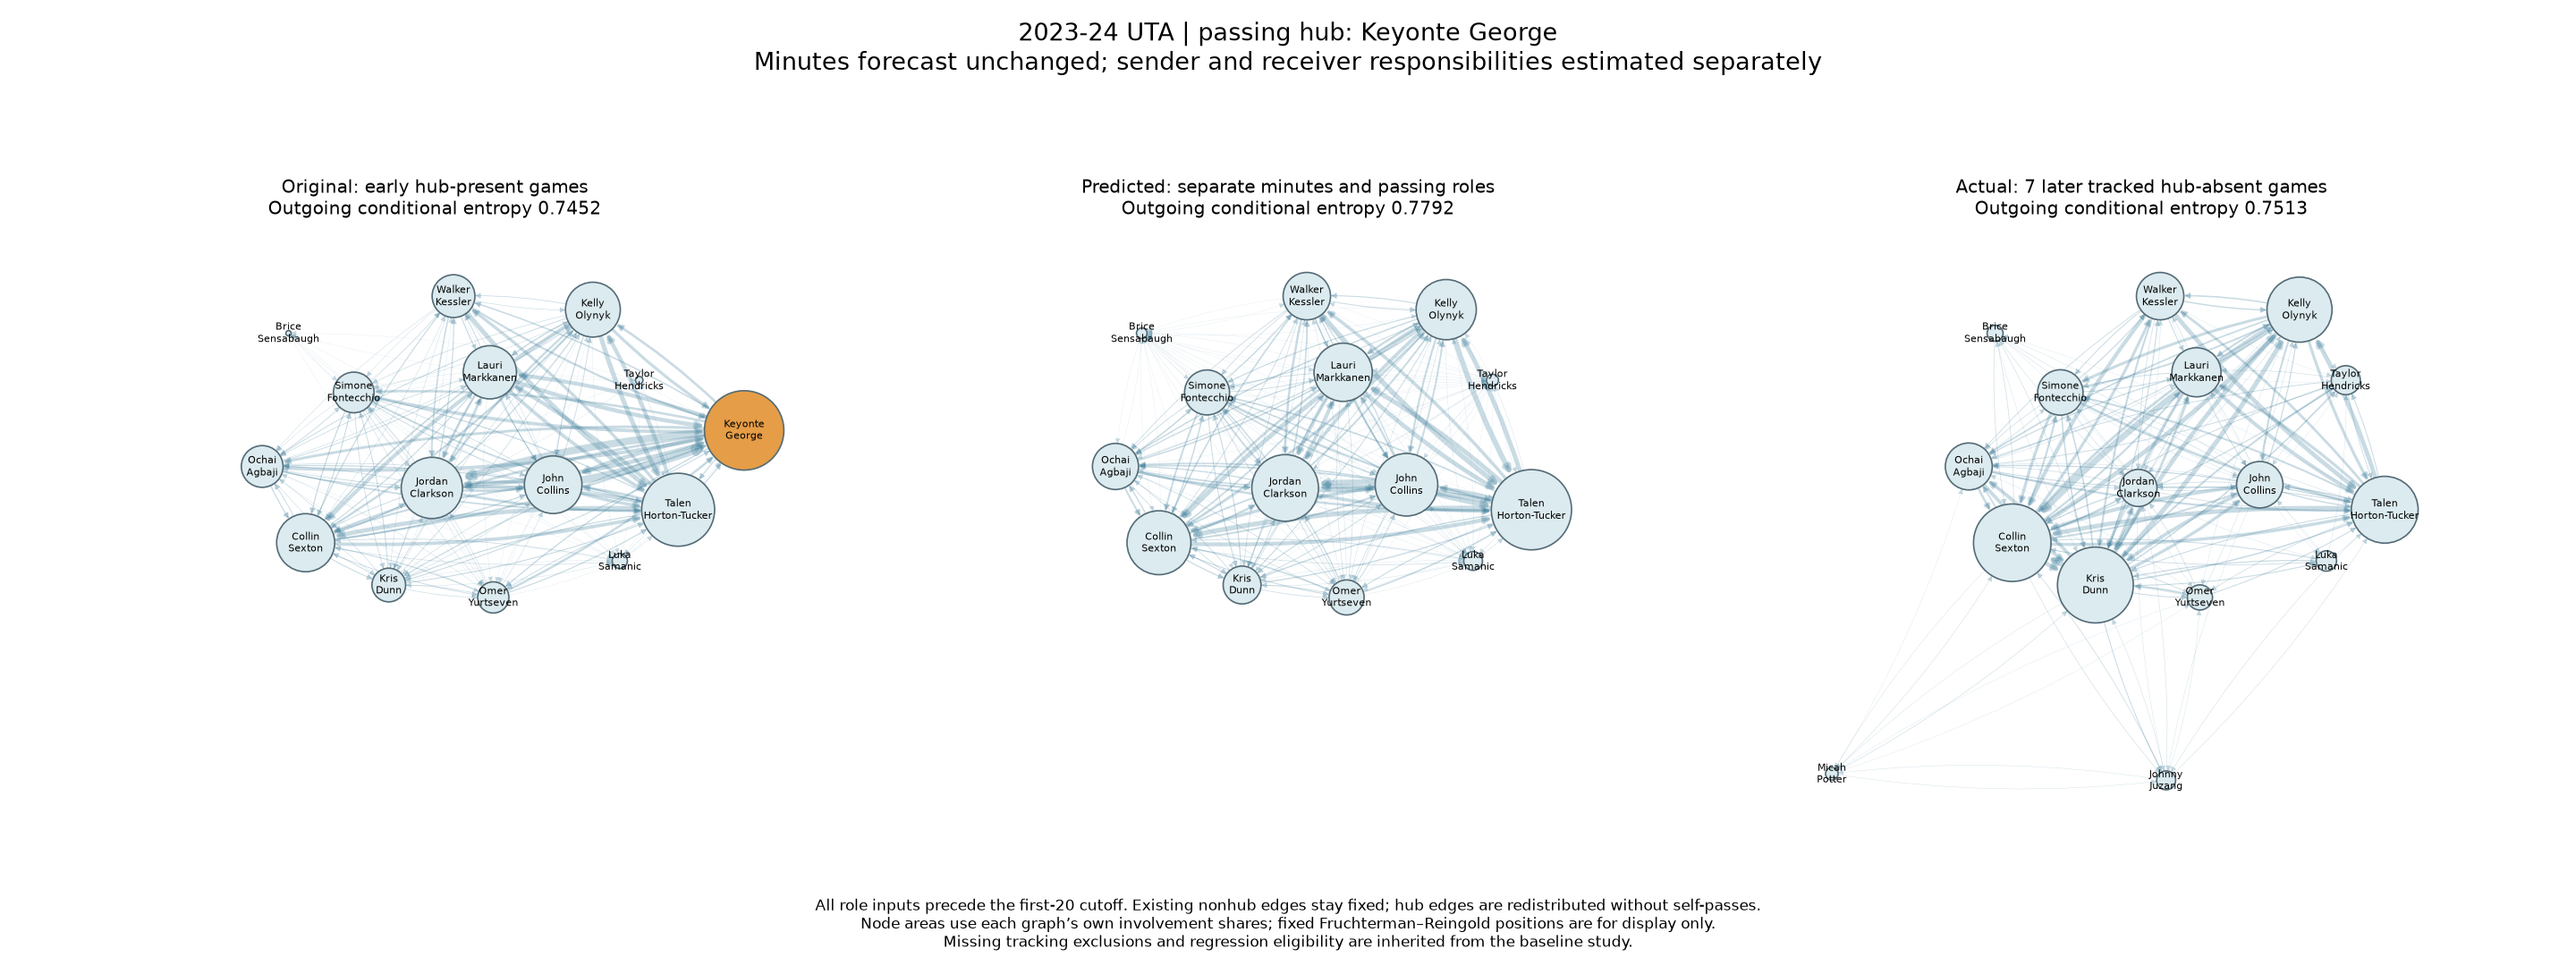 2023-24 UTA | passing hub: Keyonte George
Minutes forecast unchanged; sender and receiver responsibilities estimated separately
Original: early hub-present games
Outgoing conditional entropy 0.7452
Walker
Kessler
Kelly
Olynyk
Brice
Sensabaugh
Lauri
Markkanen
Taylor
Hendricks
Simone
Fontecchio
Keyonte
George
Ochai
Agbaji
Jordan
Clarkson
John
Collins
Talen
Horton-Tucker
Collin
Sexton
Luka
Samanic
Kris
Dunn
Omer
Yurtseven
Predicted: separate minutes and passing roles
Outgoing conditional entropy 0.7792
Walker
Kessler
Kelly
Olynyk
Brice
Sensabaugh
Lauri
Markkanen
Taylor
Hendricks
Simone
Fontecchio
Ochai
Agbaji
Jordan
Clarkson
John
Collins
Talen
Horton-Tucker
Collin
Sexton
Luka
Samanic
Kris
Dunn
Omer
Yurtseven
Actual: 7 later tracked hub-absent games
Outgoing conditional entropy 0.7513
Walker
Kessler
Kelly
Olynyk
Brice
Sensabaugh
Lauri
Markkanen
Taylor
Hendricks
Simone
Fontecchio
Ochai
Agbaji
Jordan
Clarkson
John
Collins
Talen
Horton-Tucker
Collin
Sexton
Luka
Samanic
Kris
Dunn
Omer
Yurtseven
Micah
Potter
Johnny
Juzang
All role inputs precede the first-20 cutoff. Existing nonhub edges stay fixed; hub edges are redistributed without self-passes.
Node areas use each graph’s own involvement shares; fixed Fruchterman–Reingold positions are for display only.
Missing tracking exclusions and regression eligibility are inherited from the baseline study.